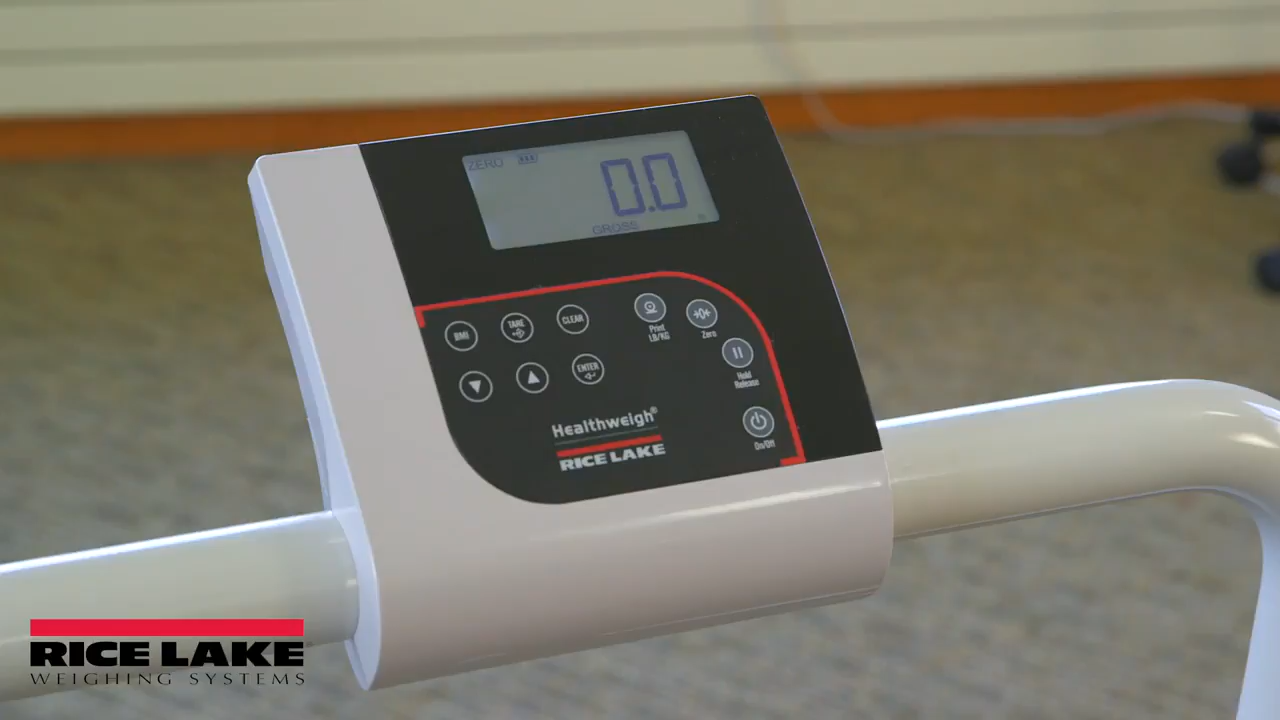 ZERO
0.0
GROSS
BMI
TARE
CLEAR
Print
LB/KG
Zero
ENTER
Hold
Release
On/Off
Healthweigh®
RICE LAKE
RICE LAKE
WEIGHING SYSTEMS